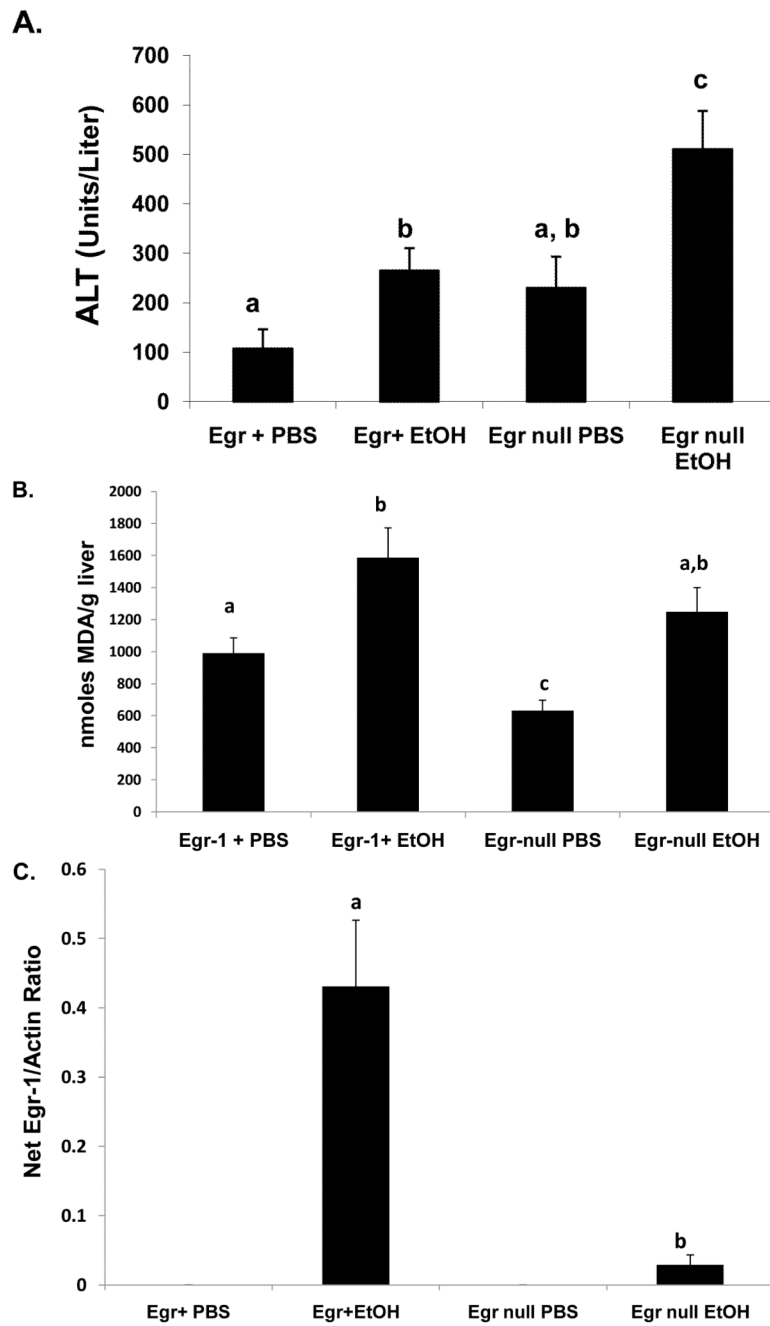 A.
700
600
500
400
300
200
100
0
ALT (Units/Liter)
a
b
a, b
c
Egr + PBS
Egr+ EtOH
Egr null PBS
Egr null
EtOH
B.
2000
1800
1600
1400
1200
1000
800
600
400
200
0
nmoles MDA/g liver
a
b
c
a,b
Egr-1 + PBS
Egr-1+ EtOH
Egr-null PBS
Egr-null EtOH
C.
0.6
0.5
0.4
0.3
0.2
0.1
0
Net Egr-1/Actin Ratio
a
b
Egr+ PBS
Egr+EtOH
Egr null PBS
Egr null EtOH